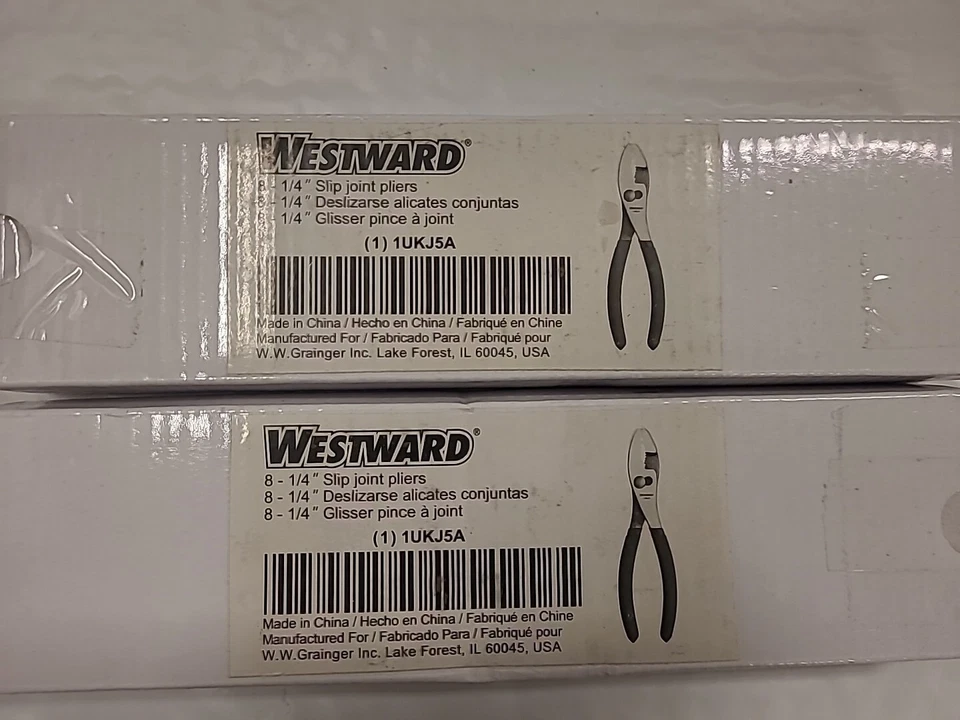 WESTWARD®
8 - 1/4" Slip joint pliers
8 - 1/4" Deslizarse alicates conjuntas
8 - 1/4" Glisser pince à joint
(1) 1UKJ5A
Made in China / Hecho en China / Fabriqué en Chine
Manufactured For / Fabricado Para / Fabriqué pour
W.W.Grainger Inc. Lake Forest, IL 60045, USA
WESTWARD®
8 - 1/4" Slip joint pliers
8 - 1/4" Deslizarse alicates conjuntas
8 - 1/4" Glisser pince à joint
(1) 1UKJ5A
Made in China / Hecho en China / Fabriqué en Chine
Manufactured For / Fabricado Para / Fabriqué pour
W.W.Grainger Inc. Lake Forest, IL 60045, USA